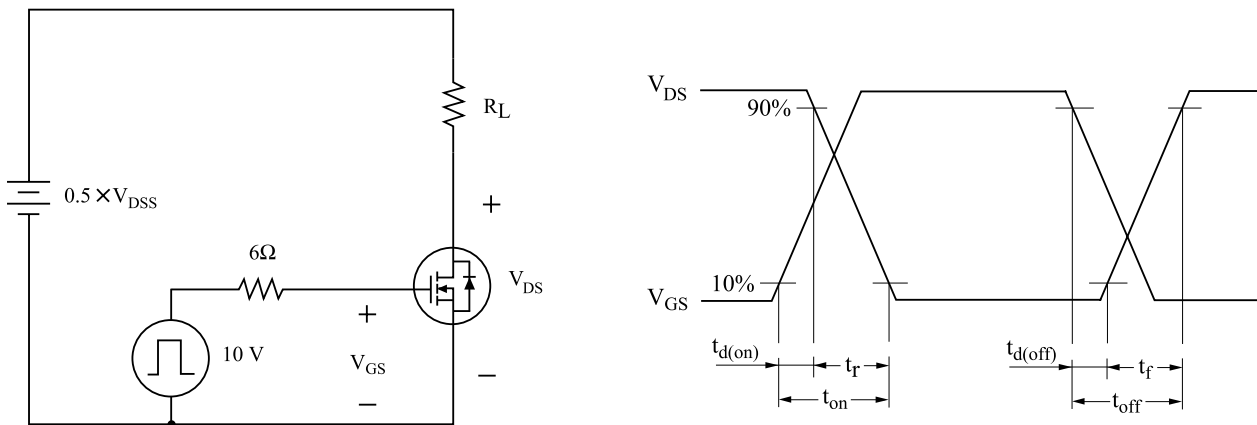 R_L
0.5 × V_DSS
+
6Ω
V_DS
+
10 V
V_GS
−
−
V_DS
90%
10%
V_GS
t_d(on)
t_r
t_on
t_d(off)
t_f
t_off